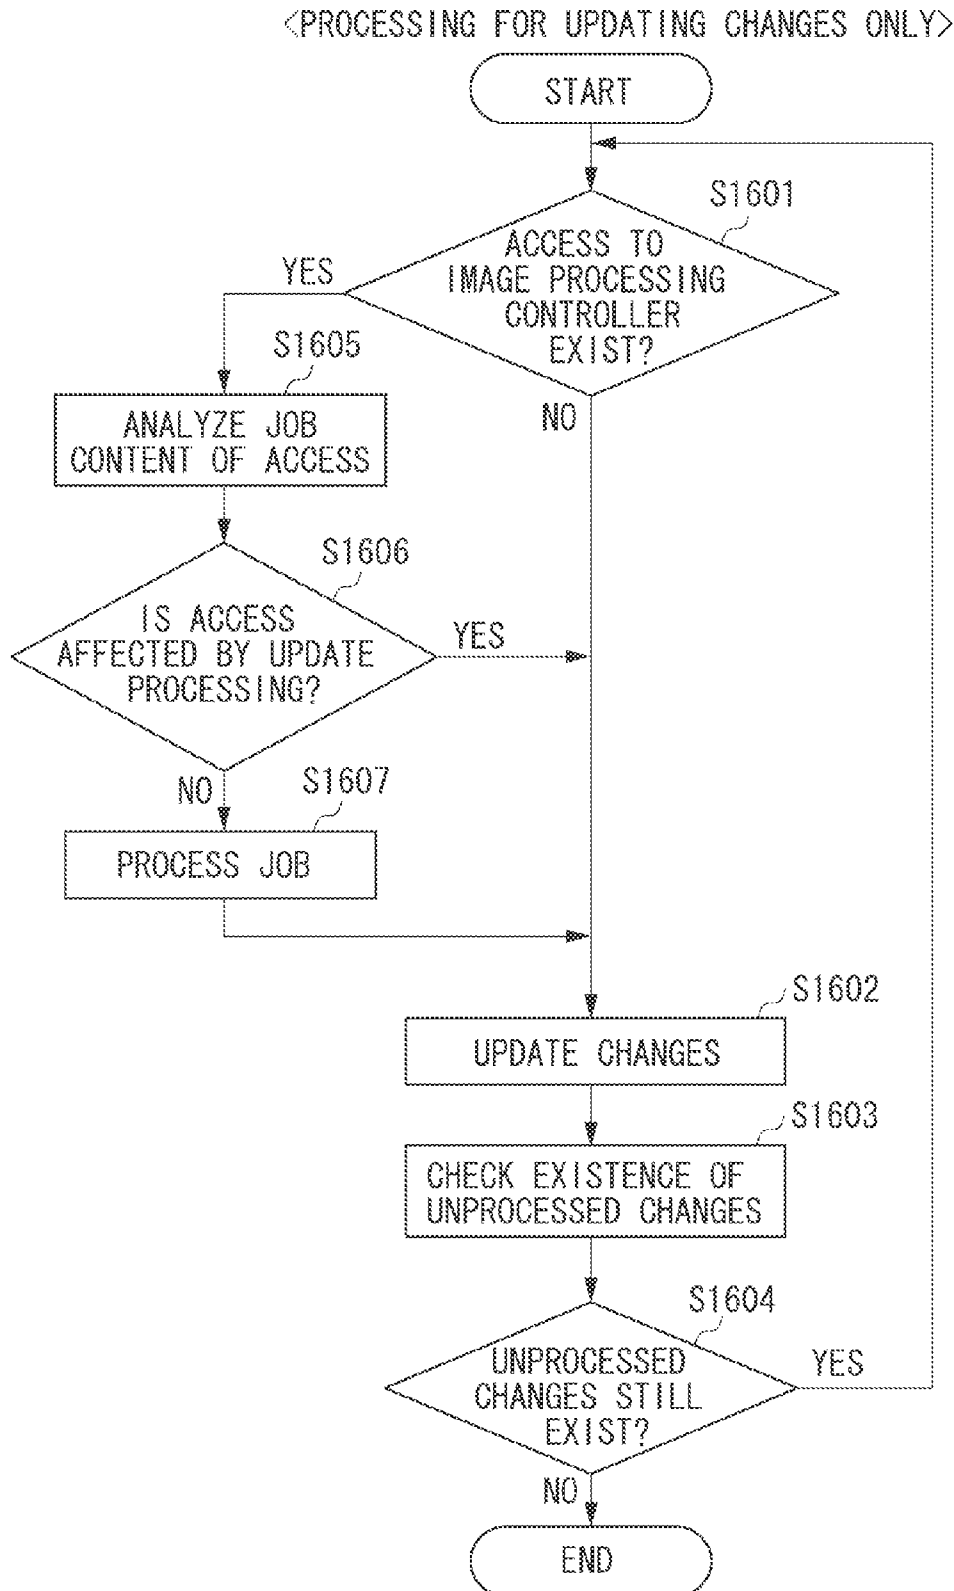 <PROCESSING FOR UPDATING CHANGES ONLY>
START
S1601
ACCESS TO
IMAGE PROCESSING
CONTROLLER
EXIST?
YES
NO
S1605
ANALYZE JOB
CONTENT OF ACCESS
S1606
IS ACCESS
AFFECTED BY UPDATE
PROCESSING?
YES
NO
S1607
PROCESS JOB
S1602
UPDATE CHANGES
S1603
CHECK EXISTENCE OF
UNPROCESSED CHANGES
S1604
UNPROCESSED
CHANGES STILL
EXIST?
YES
NO
END